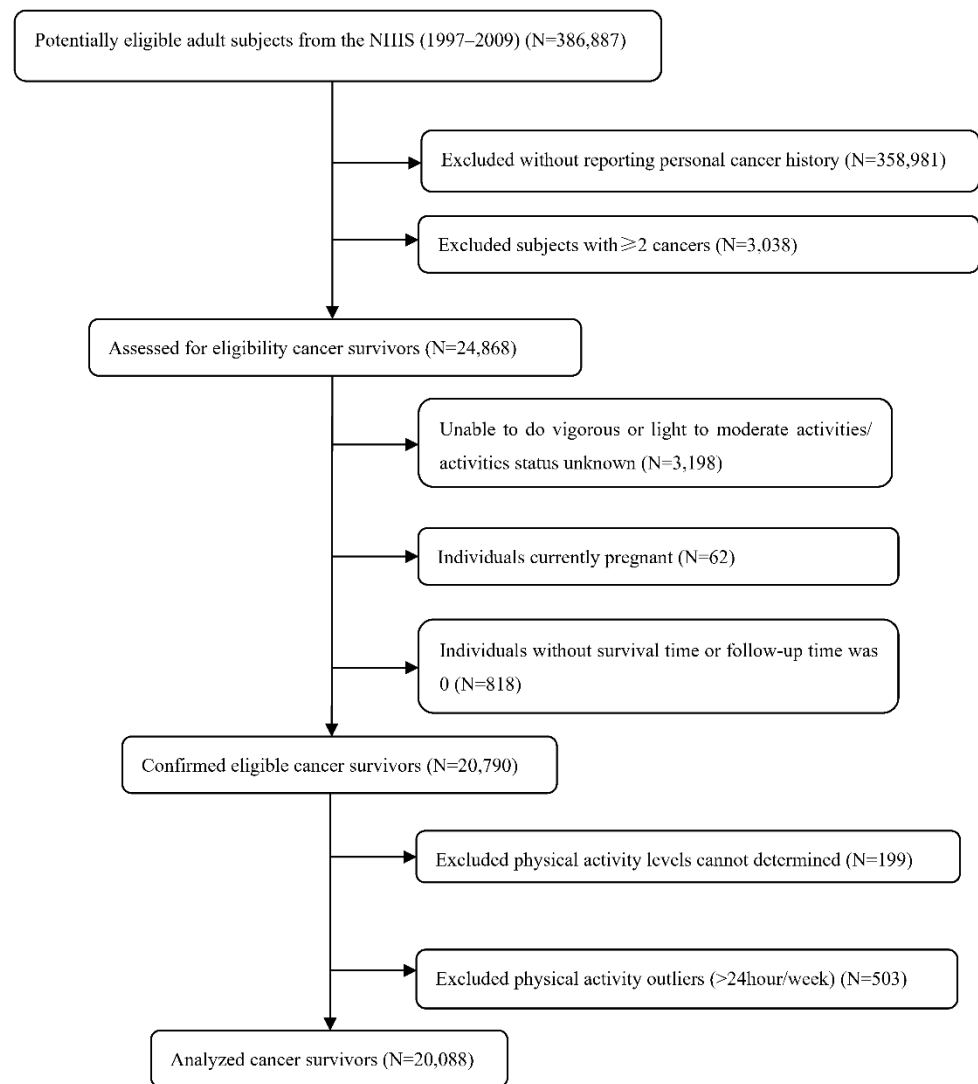 Potentially eligible adult subjects from the NHIS (1997–2009) (N=386,887)
Excluded without reporting personal cancer history (N=358,981)
Excluded subjects with≥2 cancers (N=3,038)
Assessed for eligibility cancer survivors (N=24,868)
Unable to do vigorous or light to moderate activities/
activities status unknown (N=3,198)
Individuals currently pregnant (N=62)
Individuals without survival time or follow-up time was
0 (N=818)
Confirmed eligible cancer survivors (N=20,790)
Excluded physical activity levels cannot determined (N=199)
Excluded physical activity outliers (>24hour/week) (N=503)
Analyzed cancer survivors (N=20,088)